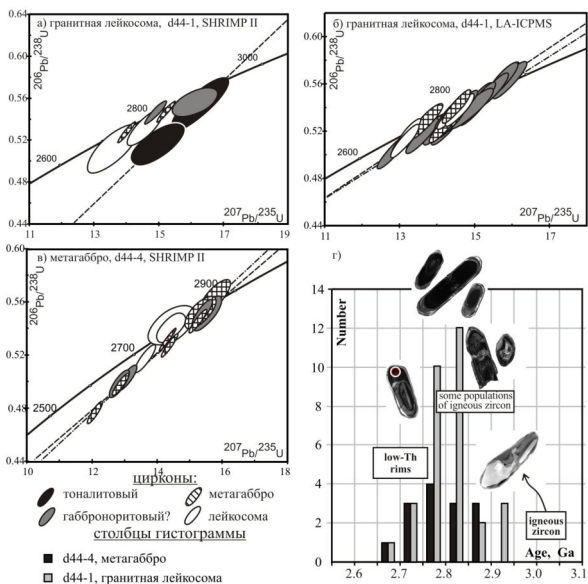 а) гранитная лейкосома, d44-1, SHRIMP II
206Pb/238U
0.60
0.56
0.52
0.48
0.44
2600
2800
3000
207Pb/235U
11 13 15 17 19
б) гранитная лейкосома, d44-1, LA-ICPMS
206Pb/238U
0.64
0.60
0.56
0.52
0.48
0.44
2600
2800
207Pb/235U
11 13 15 17
в) метагаббро, d44-4, SHRIMP II
206Pb/238U
0.60
0.56
0.52
0.48
0.44
2500
2700
2900
207Pb/235U
10 12 14 16 18
цирконы:
тоналитовый
метагаббро
габброноритовый?
лейкосома
столбцы гистограммы
d44-4, метагаббро
d44-1, гранитная лейкосома
г)
Number
14
12
10
8
6
4
2
0
some populations
of igneous zircon
low-Th
rims
igneous
zircon
Age, Ga
2.6 2.7 2.8 2.9 3.0 3.1